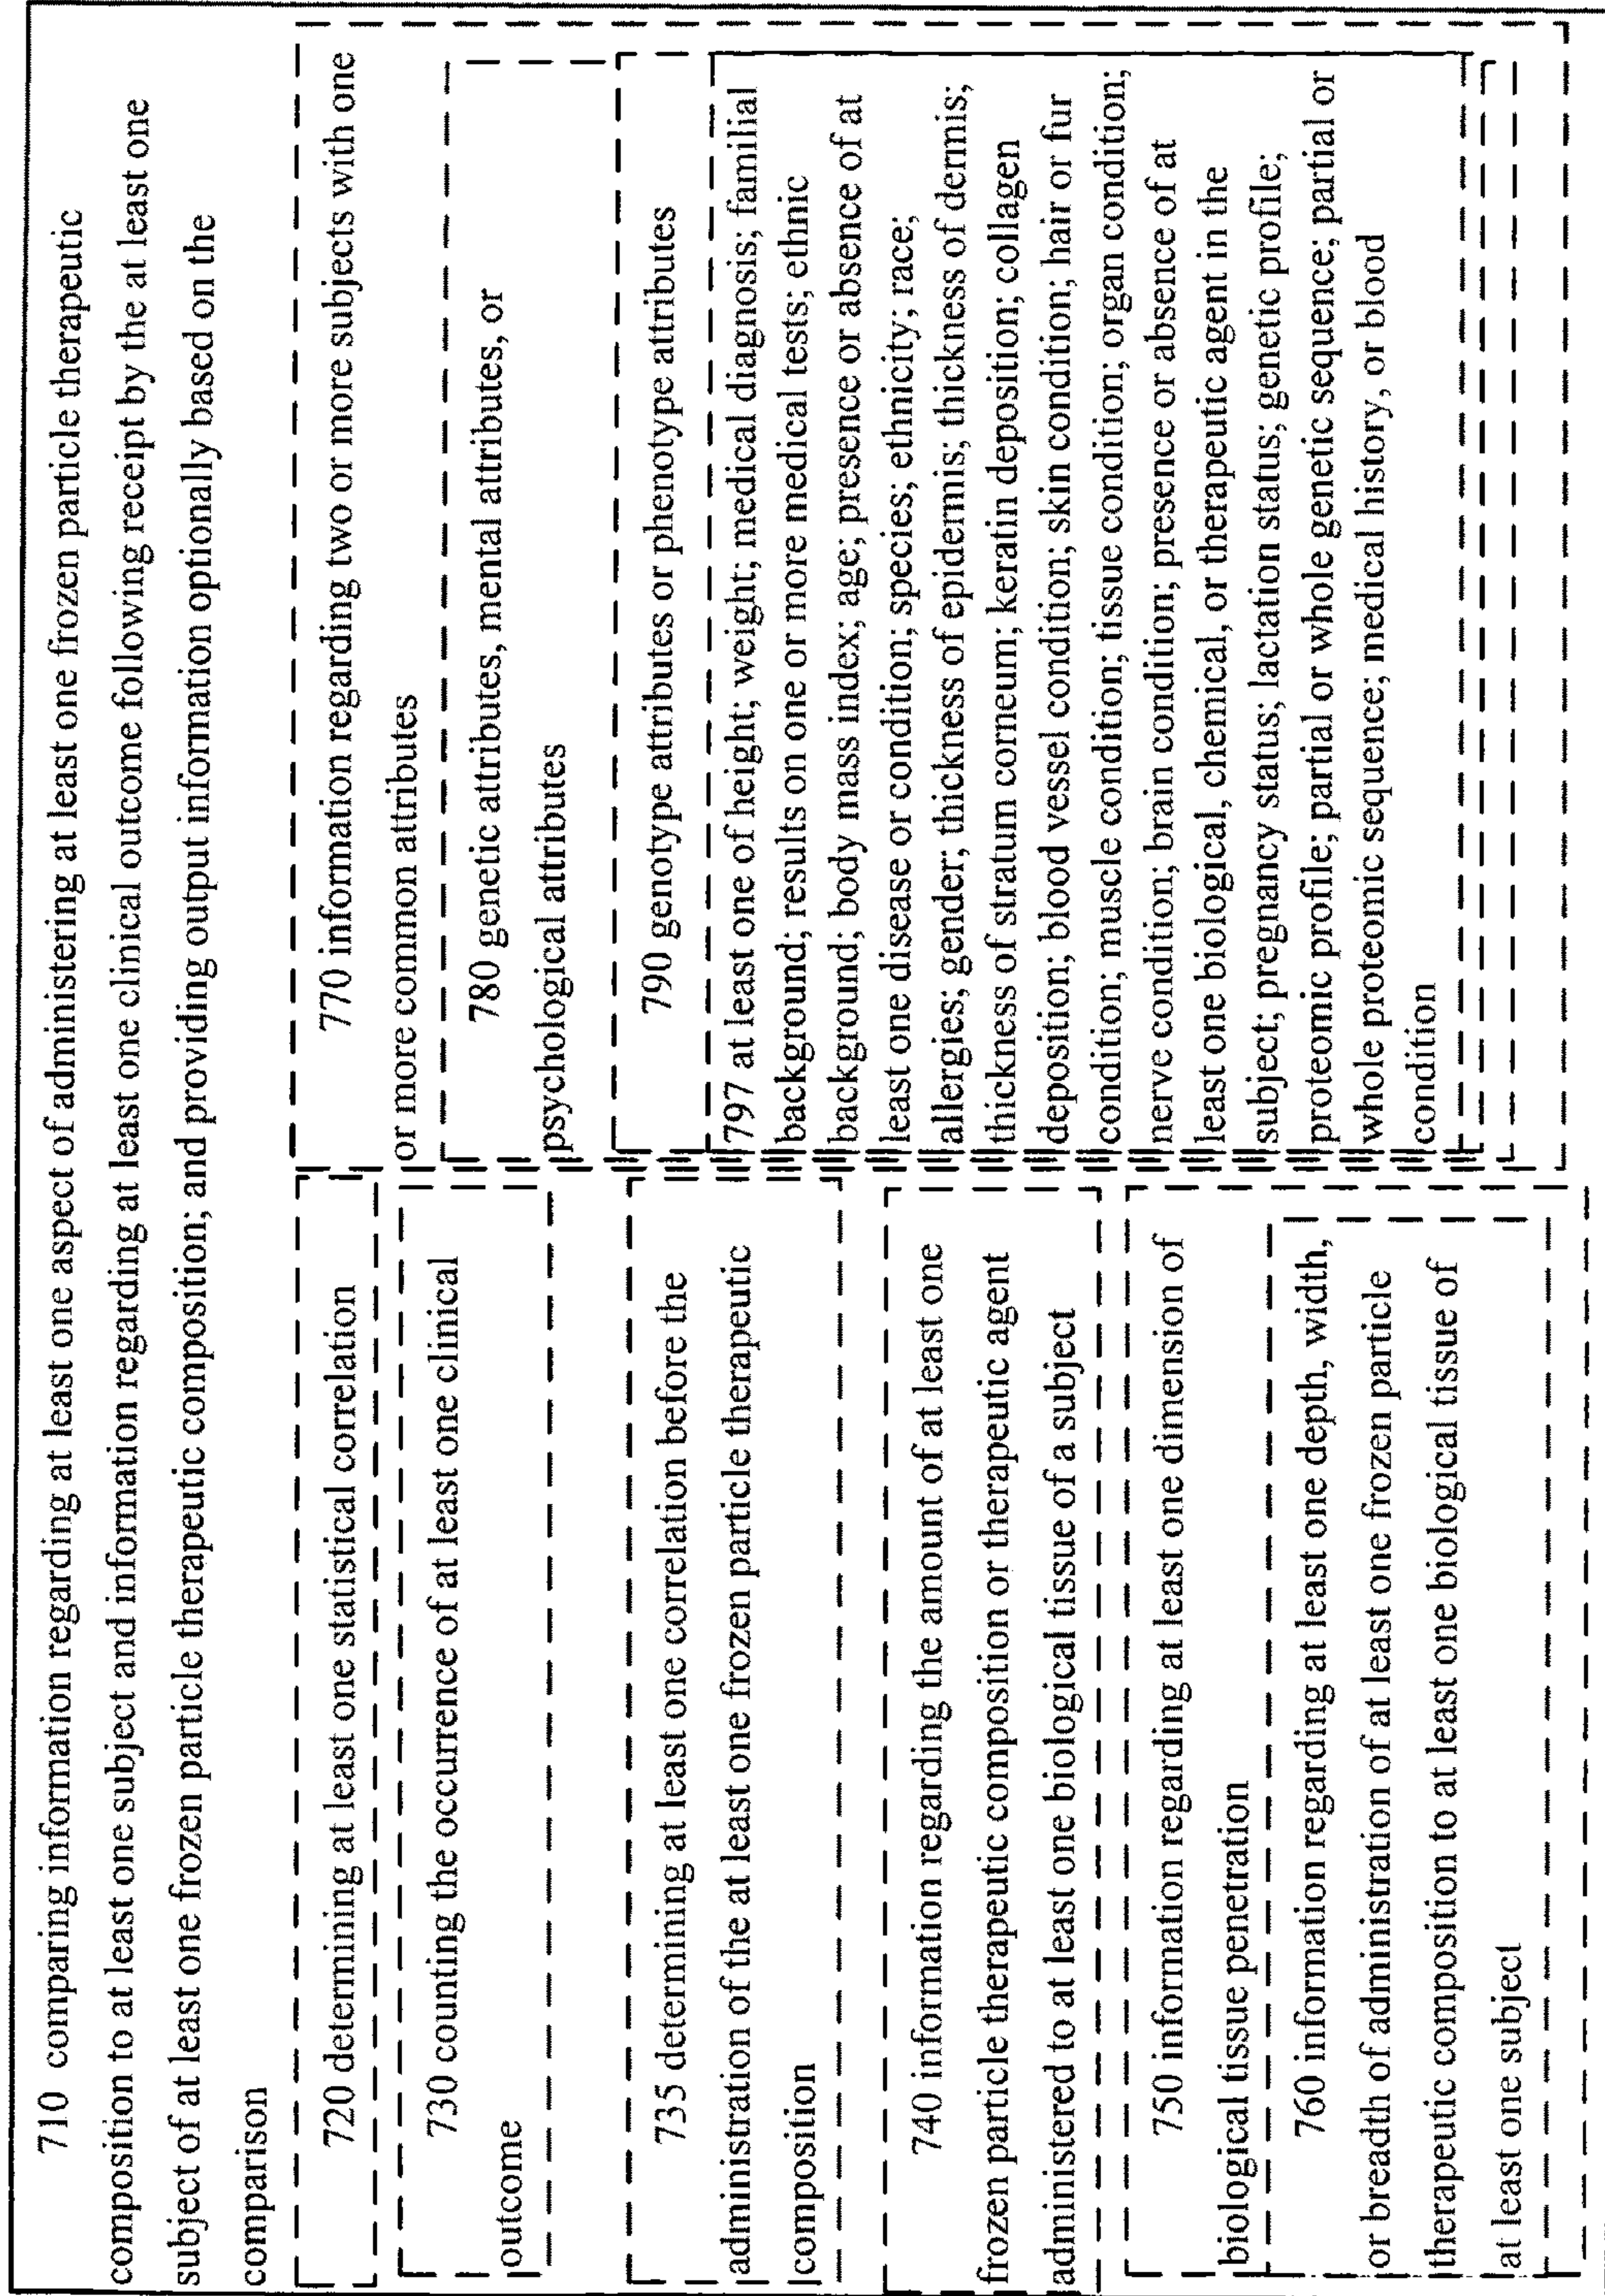 710 comparing information regarding at least one aspect of administering at least one frozen particle therapeutic
composition to at least one subject and information regarding at least one clinical outcome following receipt by the at least one
subject of at least one frozen particle therapeutic composition; and providing output information optionally based on the
comparison
720 determining at least one statistical correlation
730 counting the occurrence of at least one clinical
outcome
735 determining at least one correlation before the
administration of the at least one frozen particle therapeutic
composition
740 information regarding the amount of at least one
frozen particle therapeutic composition or therapeutic agent
administered to at least one biological tissue of a subject
750 information regarding at least one dimension of
biological tissue penetration
760 information regarding at least one depth, width,
or breadth of administration of at least one frozen particle
therapeutic composition to at least one biological tissue of
at least one subject
770 information regarding two or more subjects with one
or more common attributes
780 genetic attributes, mental attributes, or
psychological attributes
790 genotype attributes or phenotype attributes
797 at least one of height; weight; medical diagnosis; familial
background; results on one or more medical tests; ethnic
background; body mass index; age; presence or absence of at
least one disease or condition; species; ethnicity; race;
allergies; gender; thickness of epidermis; thickness of dermis;
thickness of stratum corneum; keratin deposition; collagen
deposition; blood vessel condition; skin condition; hair or fur
condition; muscle condition; tissue condition; organ condition;
nerve condition; brain condition; presence or absence of at
least one biological, chemical, or therapeutic agent in the
subject; pregnancy status; lactation status; genetic profile;
proteomic profile; partial or whole genetic sequence; partial or
whole proteomic sequence; medical history, or blood
condition